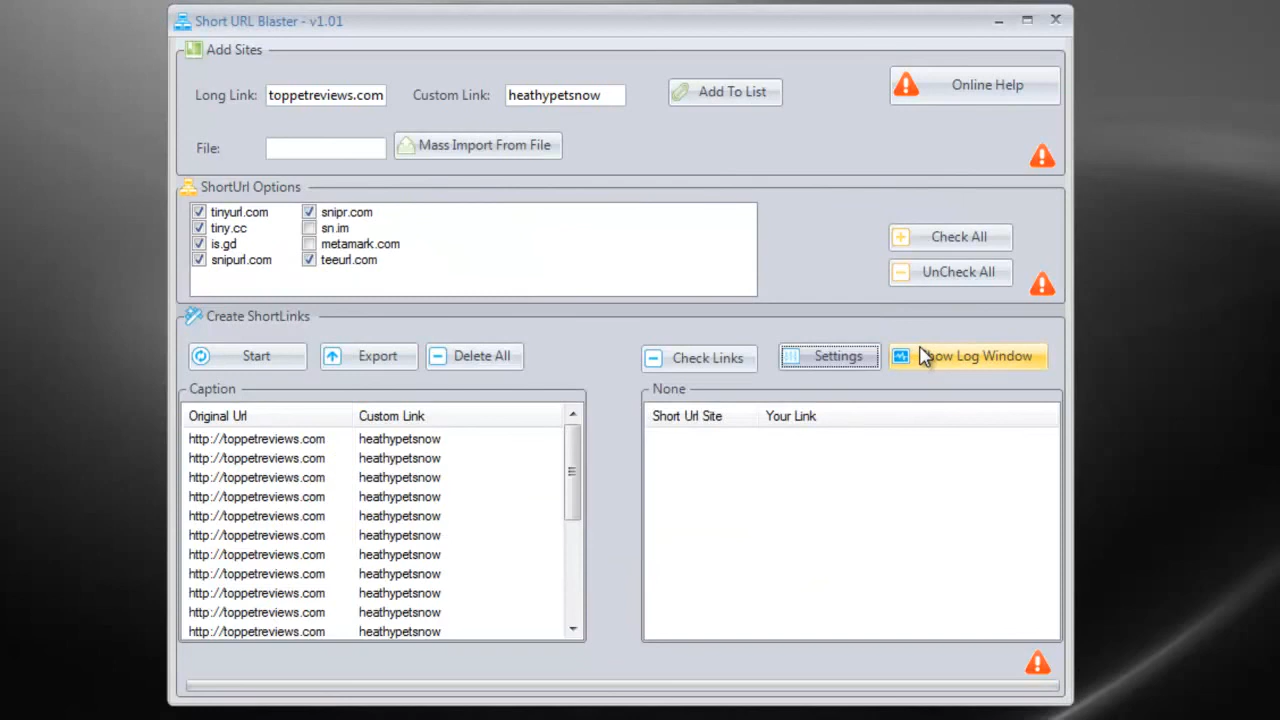 Short URL Blaster - v1.01
Add Sites
Long Link: toppetreviews.com Custom Link: heathypetsnow Add To List Online Help
File: Mass Import From File
ShortUrl Options
tinyurl.com snipr.com
tiny.cc sn.im
is.gd metamark.com
snipurl.com teeurl.com
Check All
UnCheck All
Create ShortLinks
Start Export Delete All Check Links Settings how Log Window
Caption None
Original Url Custom Link Short Url Site Your Link
http://toppetreviews.com heathypetsnow
http://toppetreviews.com heathypetsnow
http://toppetreviews.com heathypetsnow
http://toppetreviews.com heathypetsnow
http://toppetreviews.com heathypetsnow
http://toppetreviews.com heathypetsnow
http://toppetreviews.com heathypetsnow
http://toppetreviews.com heathypetsnow
http://toppetreviews.com heathypetsnow
http://toppetreviews.com heathypetsnow
http://toppetreviews.com heathypetsnow